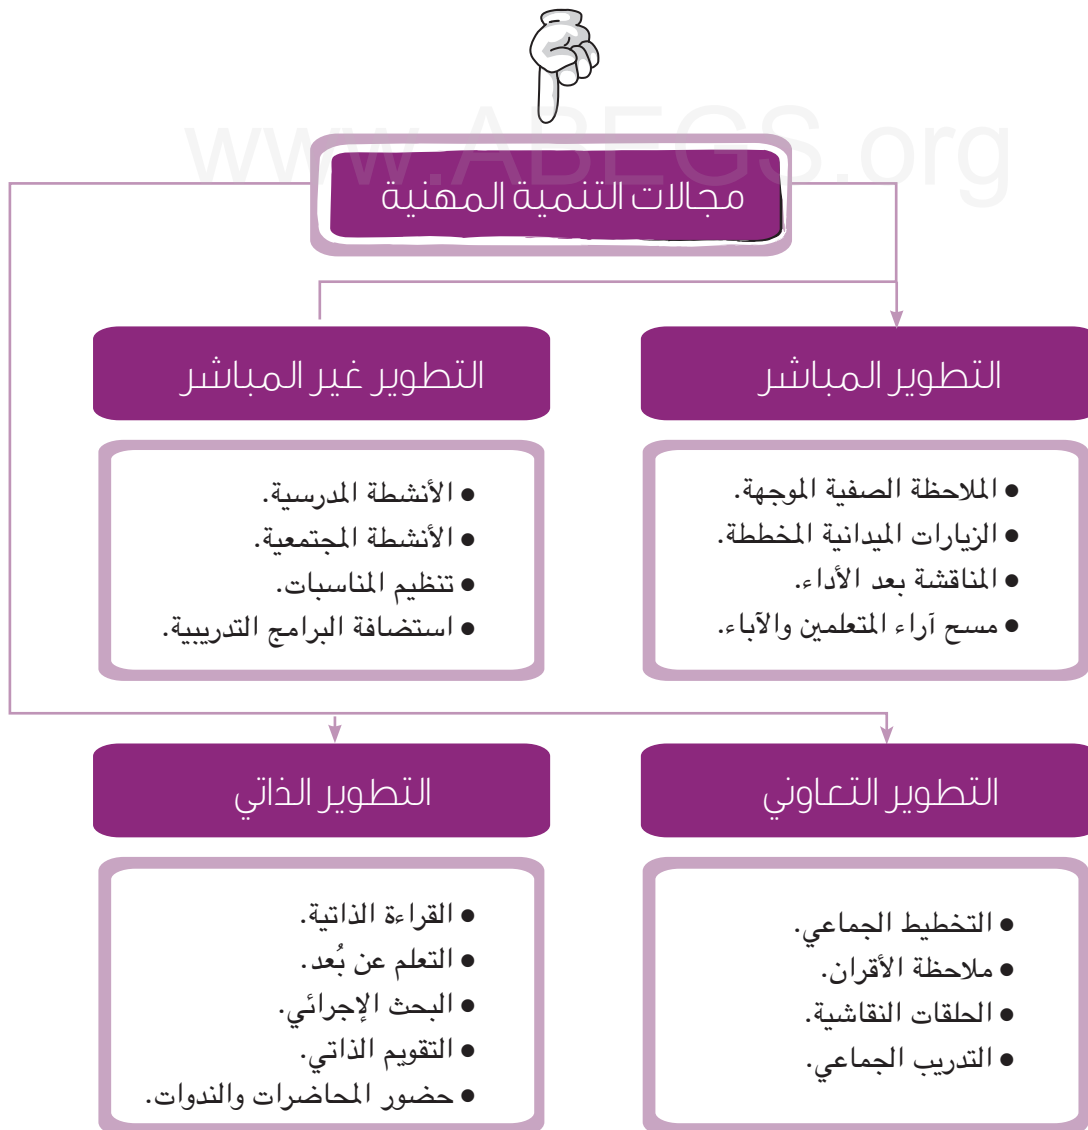 www.ABEGS.org
مجالات التنمية المهنية
التطوير المباشر
• الملاحظة الصفية الموجهة.
• الزيارات الميدانية المخططة.
• المناقشة بعد الأداء.
• مسح آراء المتعلمين والآباء.
التطوير غير المباشر
• الأنشطة المدرسية.
• الأنشطة المجتمعية.
• تنظيم المناسبات.
• استضافة البرامج التدريبية.
التطوير التعاوني
• التخطيط الجماعي.
• ملاحظة الأقران.
• الحلقات النقاشية.
• التدريب الجماعي.
التطوير الذاتي
• القراءة الذاتية.
• التعلم عن بُعد.
• البحث الإجرائي.
• التقويم الذاتي.
• حضور المحاضرات والندوات.